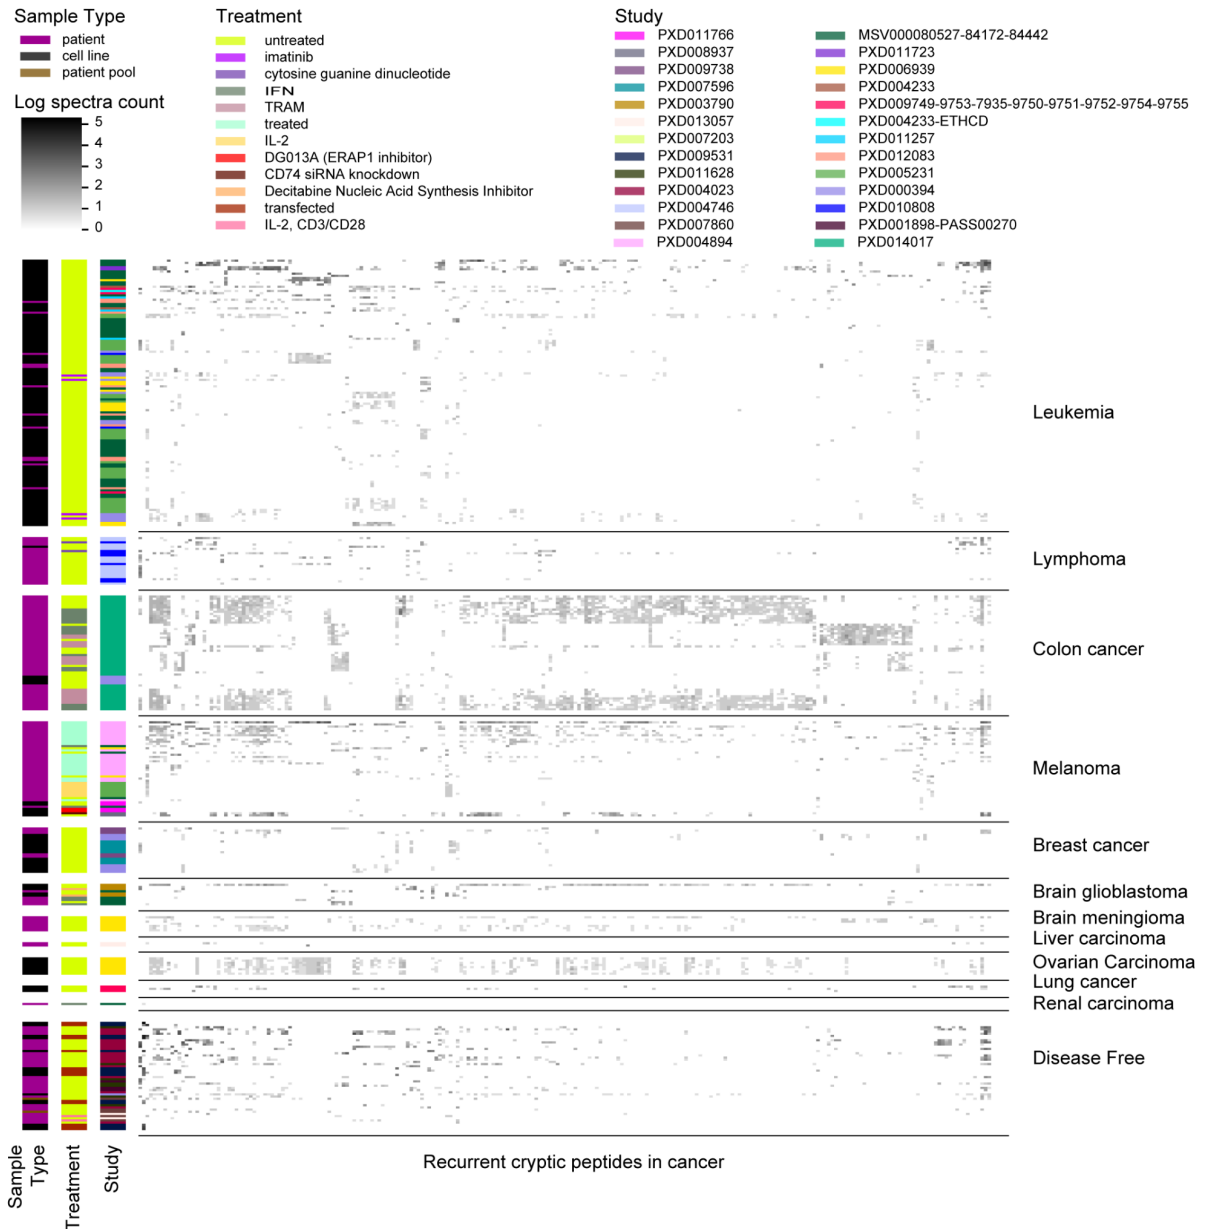 Sample Type
patient
cell line
patient pool
Log spectra count
5
4
3
2
1
0
Treatment
untreated
imatinib
cytosine guanine dinucleotide
IFN
TRAM
treated
IL-2
DG013A (ERAP1 inhibitor)
CD74 siRNA knockdown
Decitabine Nucleic Acid Synthesis Inhibitor
transfected
IL-2, CD3/CD28
Study
PXD011766
PXD008937
PXD009738
PXD007596
PXD003790
PXD013057
PXD007203
PXD009531
PXD011628
PXD004023
PXD004746
PXD007860
PXD004894
MSV000080527-84172-84442
PXD011723
PXD006939
PXD004233
PXD009749-9753-7935-9750-9751-9752-9754-9755
PXD004233-ETHCD
PXD011257
PXD012083
PXD005231
PXD000394
PXD010808
PXD001898-PASS00270
PXD014017
Leukemia
Lymphoma
Colon cancer
Melanoma
Breast cancer
Brain glioblastoma
Brain meningioma
Liver carcinoma
Ovarian Carcinoma
Lung cancer
Renal carcinoma
Disease Free
Sample
Type
Treatment
Study
Recurrent cryptic peptides in cancer